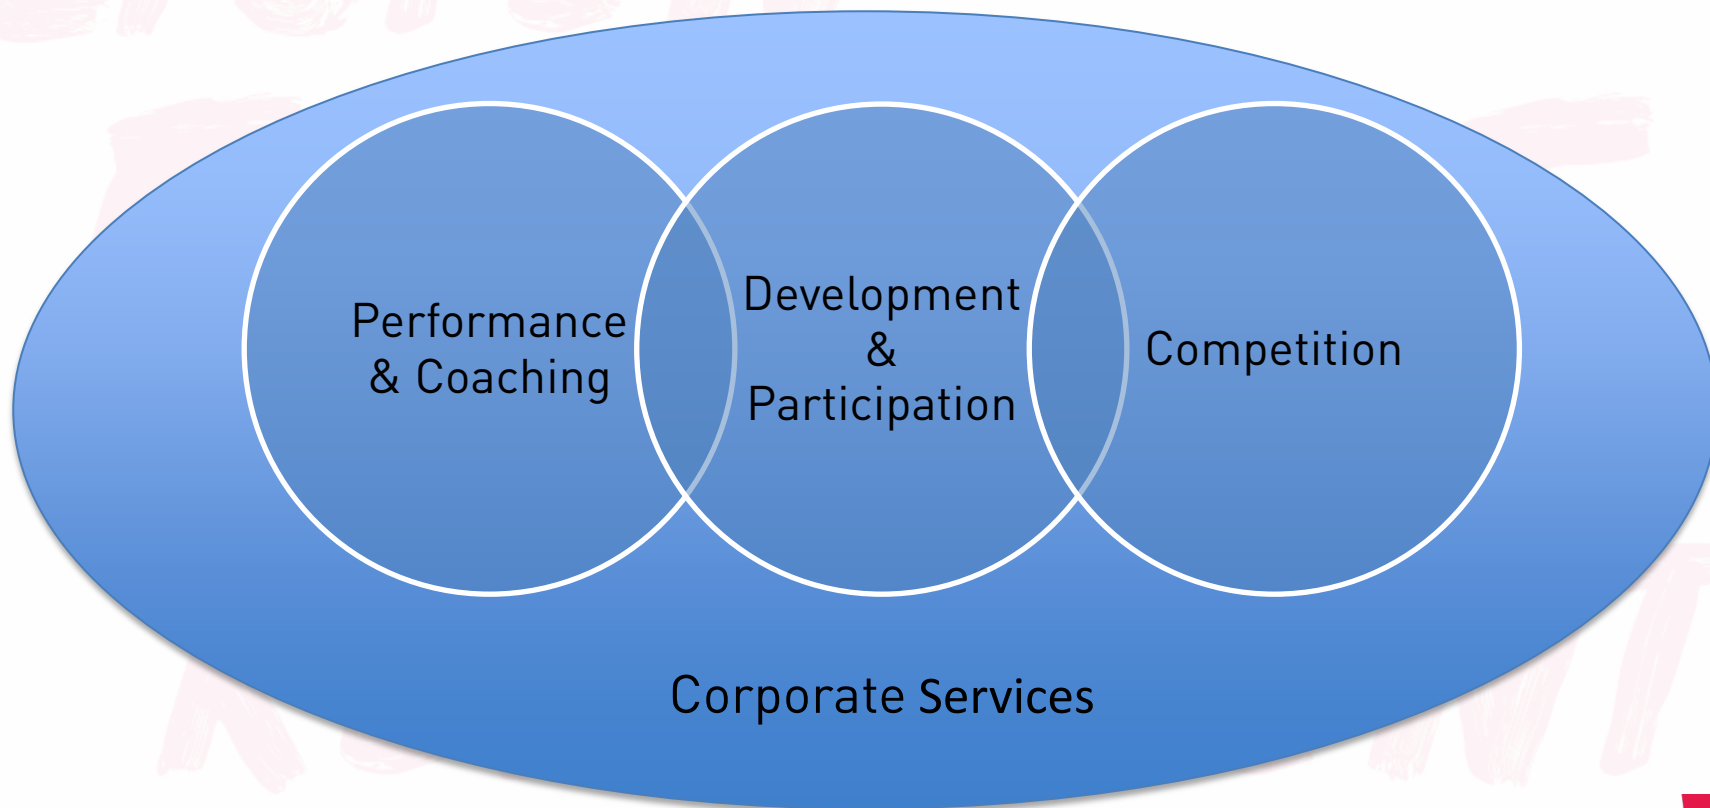 Performance
& Coaching
Development
&
Participation
Competition
Corporate Services